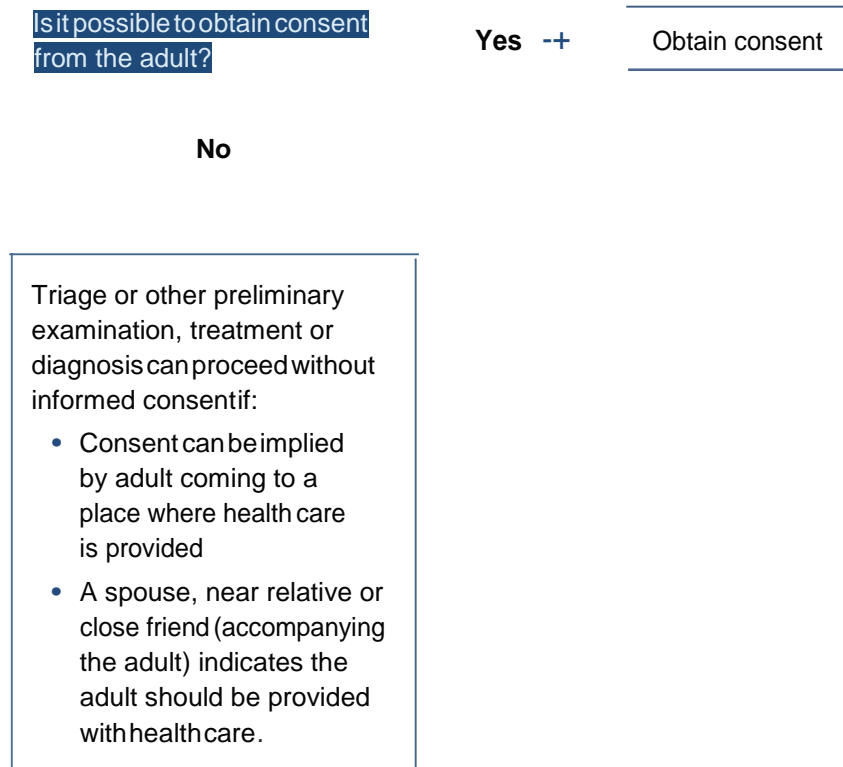 Is it possible to obtain consent
from the adult?
Yes -+ Obtain consent
No
Triage or other preliminary
examination, treatment or
diagnosis can proceed without
informed consent if:
• Consent can be implied
by adult coming to a
place where health care
is provided
• A spouse, near relative or
close friend (accompanying
the adult) indicates the
adult should be provided
with health care.